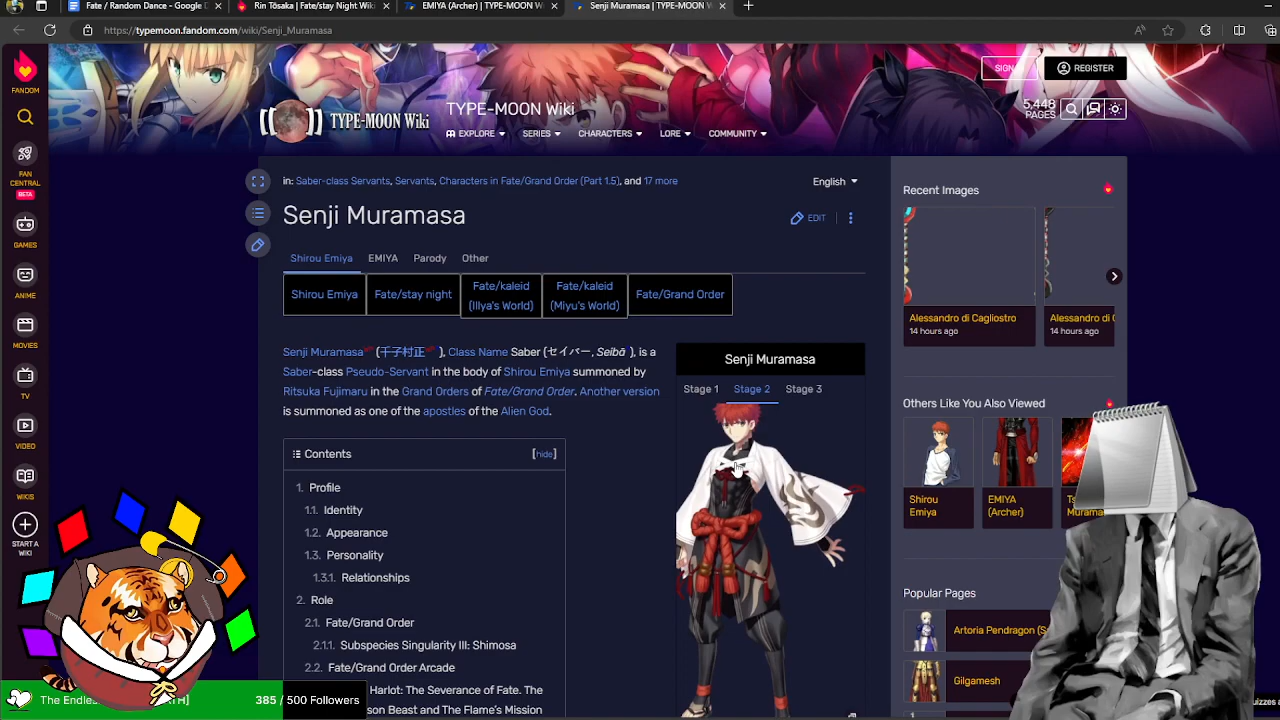 Fate / Random Dance - Google D
Rin Tōsaka | Fate/stay Night Wiki
EMIYA (Archer) | TYPE-MOON W
Senji Muramasa | TYPE-MOON W
https://typemoon.fandom.com/wiki/Senji_Muramasa
FANDOM
FAN
CENTRAL
BETA
GAMES
ANIME
MOVIES
TV
VIDEO
WIKIS
START A
WIKI
TYPE-MOON Wiki
TYPE-MOON Wiki
EXPLORE
SERIES
CHARACTERS
LORE
COMMUNITY
SIGN
REGISTER
5,448
PAGES
in: Saber-class Servants, Servants, Characters in Fate/Grand Order (Part 1.5), and 17 more
English
Senji Muramasa
EDIT
Shirou Emiya
EMIYA
Parody
Other
Shirou Emiya
Fate/stay night
Fate/kaleid
(Illya's World)
Fate/kaleid
(Miyu's World)
Fate/Grand Order
Senji Muramasa (千子村正), Class Name Saber (セイバー, Seibā), is a
Saber-class Pseudo-Servant in the body of Shirou Emiya summoned by
Ritsuka Fujimaru in the Grand Orders of Fate/Grand Order. Another version
is summoned as one of the apostles of the Alien God.
Contents
[hide]
1. Profile
1.1. Identity
1.2. Appearance
1.3. Personality
1.3.1. Relationships
2. Role
2.1. Fate/Grand Order
2.1.1. Subspecies Singularity III: Shimosa
2.2. Fate/Grand Order Arcade
Harlot: The Severance of Fate. The
son Beast and The Flame's Mission
Senji Muramasa
Stage 1
Stage 2
Stage 3
Recent Images
Alessandro di Cagliostro
14 hours ago
Alessandro di C
14 hours ago
Others Like You Also Viewed
Shirou
Emiya
EMIYA
(Archer)
Muramas
Popular Pages
Artoria Pendragon (S
Gilgamesh
The Endles
TH]
385 / 500 Followers
uizzes a